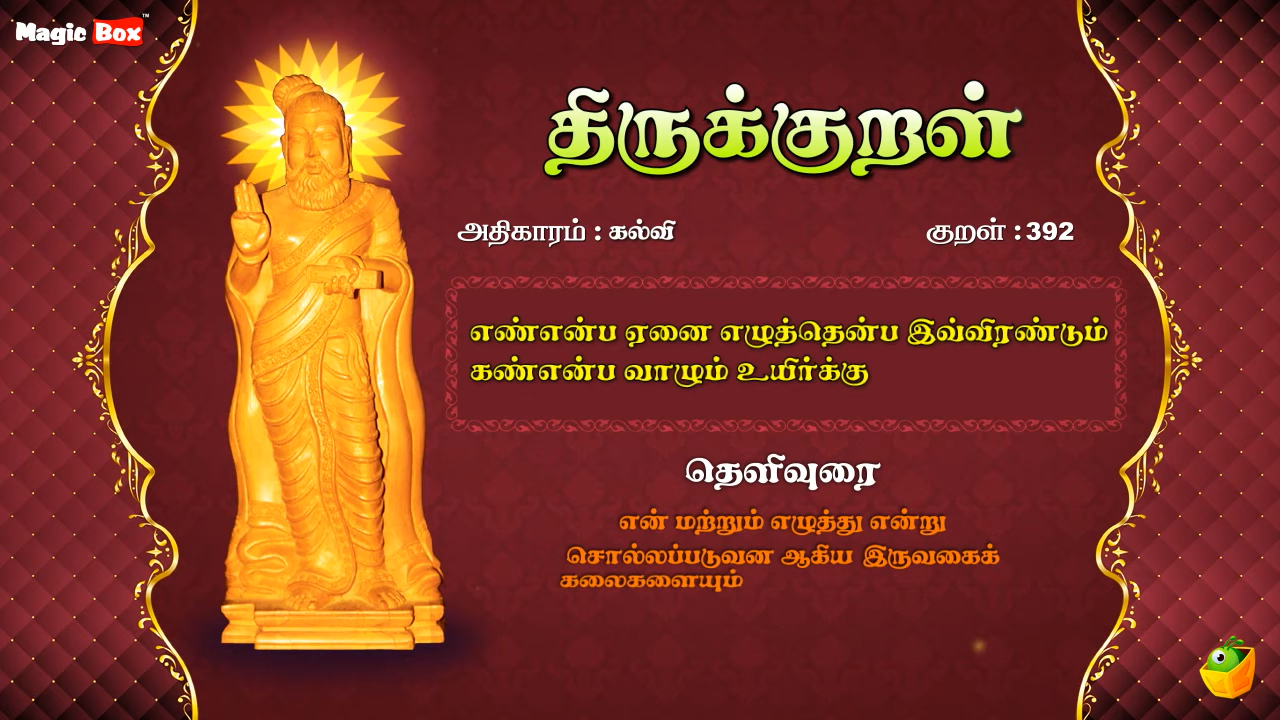 Magic Box™
திருக்குறள்
அதிகாரம் : கல்வி
குறள் : 392
எண்என்ப ஏனை எழுத்தென்ப இவ்விரண்டும்
கண்என்ப வாழும் உயிர்க்கு
தெளிவுரை
என் மற்றும் எழுத்து என்று
சொல்லப்படுவன ஆகிய இருவகைக்
கலைகளையும்